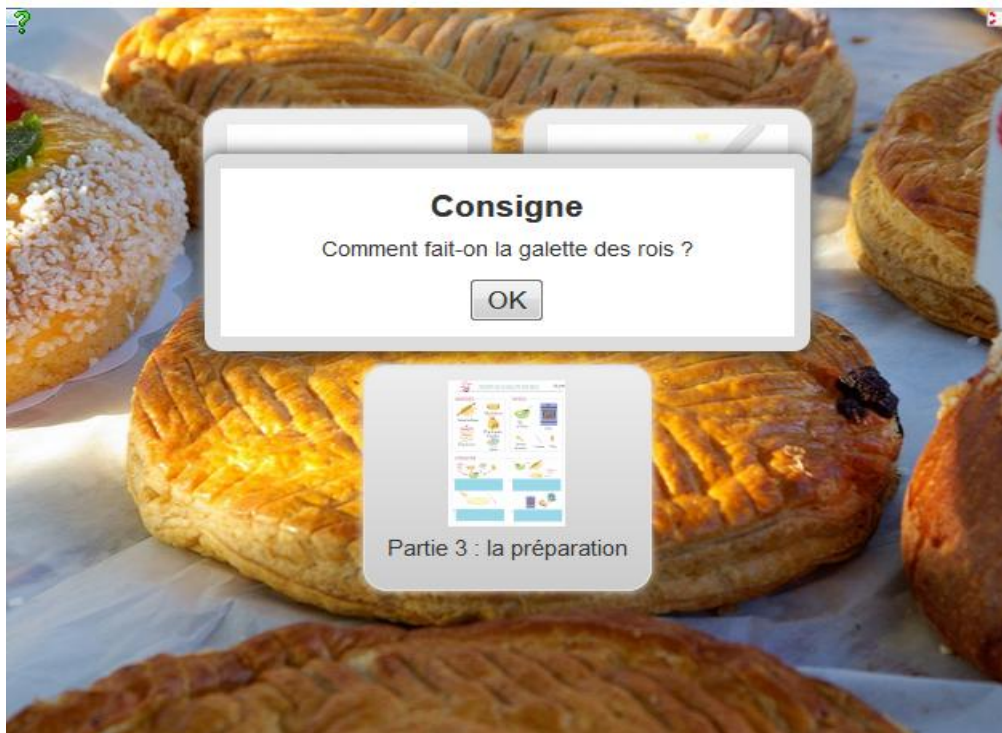 Consigne
Comment fait-on la galette des rois ?
OK
Partie 3 : la préparation